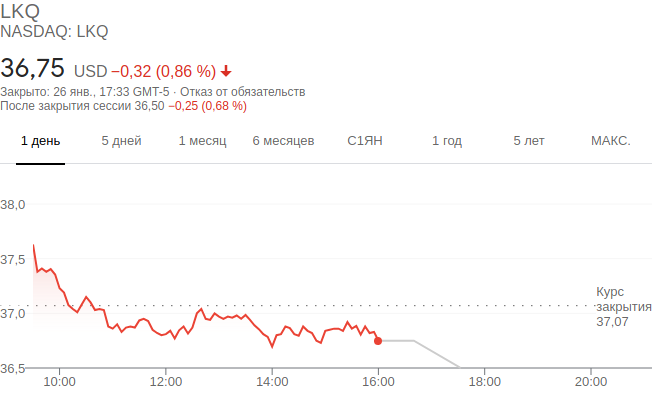 LKQ
NASDAQ: LKQ
36,75 USD −0,32 (0,86 %)
Закрыто: 26 янв., 17:33 GMT-5 · Отказ от обязательств
После закрытия сессии 36,50 −0,25 (0,68 %)
1 день 5 дней 1 месяц 6 месяцев С1ЯН 1 год 5 лет МАКС.
38,0
37,5
Курс
37,0 закрытия
37,07
36,5
10:00 12:00 14:00 16:00 18:00 20:00